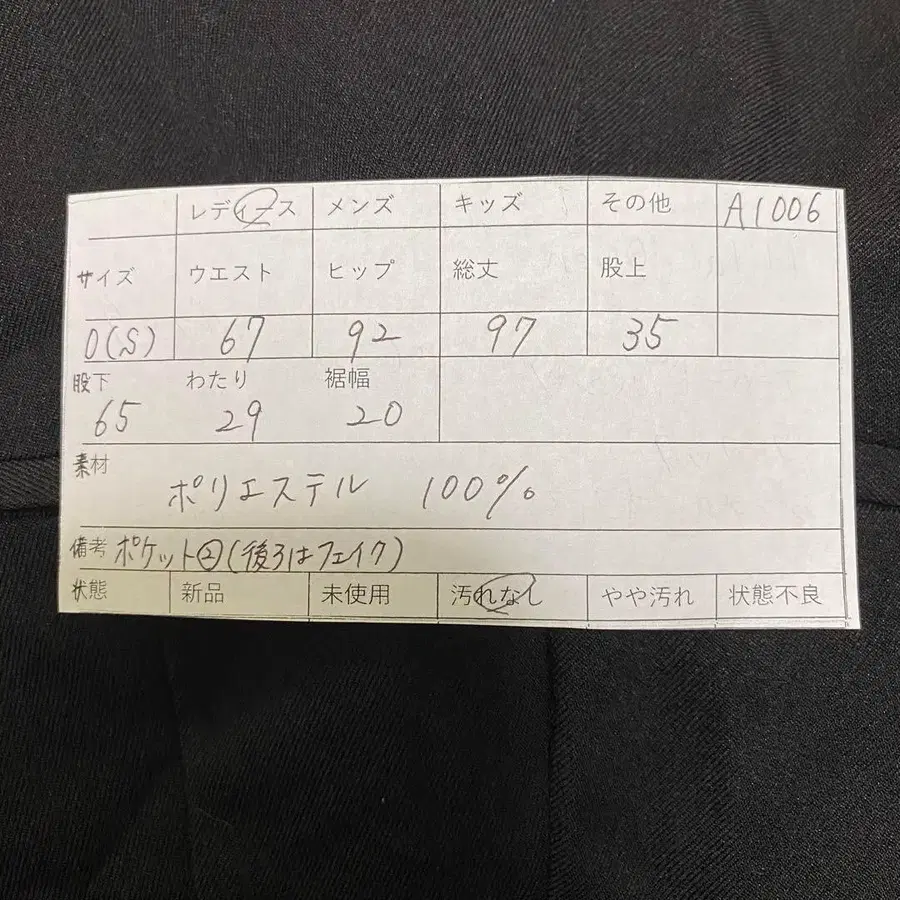 レディース メンズ キッズ その他 A1006
サイズ ウエスト ヒップ 総丈 股上
0(S) 67 92 97 35
股下 わたり 裾幅
65 29 20
素材
ポリエステル 100%
備考 ポケット②(後ろはフェイク)
状態 新品 未使用 汚れなし やや汚れ 状態不良